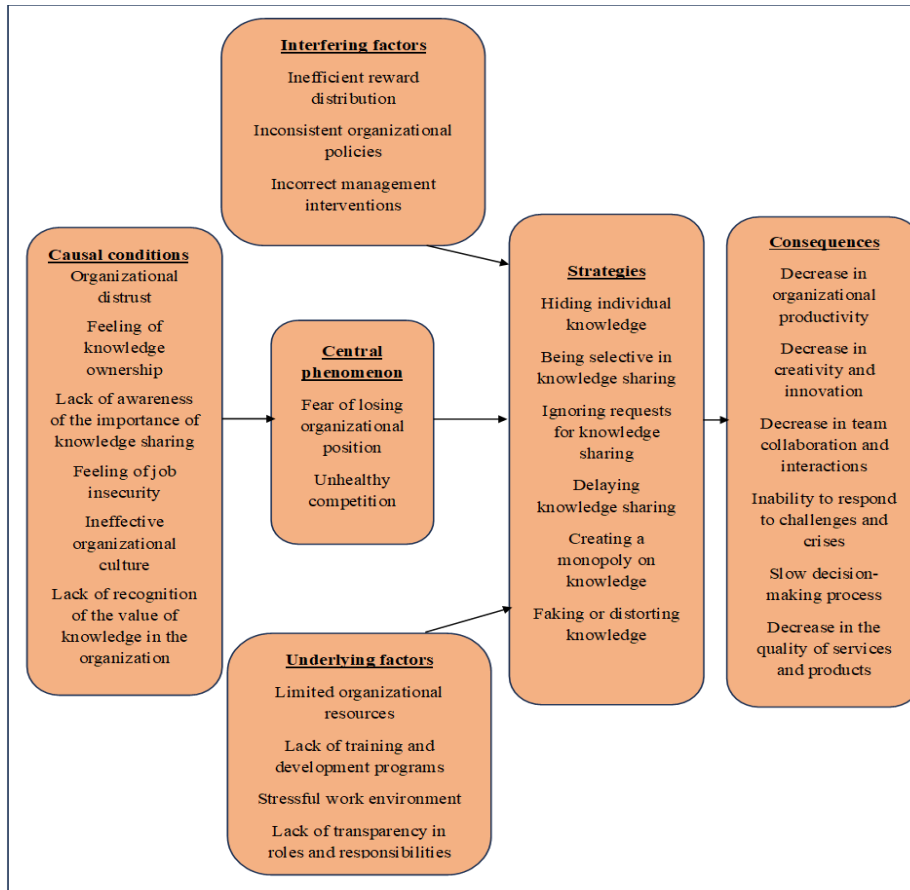 Interfering factors
Inefficient reward
distribution
Inconsistent organizational
policies
Incorrect management
interventions
Causal conditions
Organizational
distrust
Feeling of
knowledge
ownership
Lack of awareness
of the importance of
knowledge sharing
Feeling of job
insecurity
Ineffective
organizational
culture
Lack of recognition
of the value of
knowledge in the
organization
Central
phenomenon
Fear of losing
organizational
position
Unhealthy
competition
Underlying factors
Limited organizational
resources
Lack of training and
development programs
Stressful work environment
Lack of transparency in
roles and responsibilities
Strategies
Hiding individual
knowledge
Being selective in
knowledge sharing
Ignoring requests
for knowledge
sharing
Delaying
knowledge sharing
Creating a
monopoly on
knowledge
Faking or distorting
knowledge
Consequences
Decrease in
organizational
productivity
Decrease in
creativity and
innovation
Decrease in team
collaboration and
interactions
Inability to respond
to challenges and
crises
Slow decision-
making process
Decrease in the
quality of services
and products